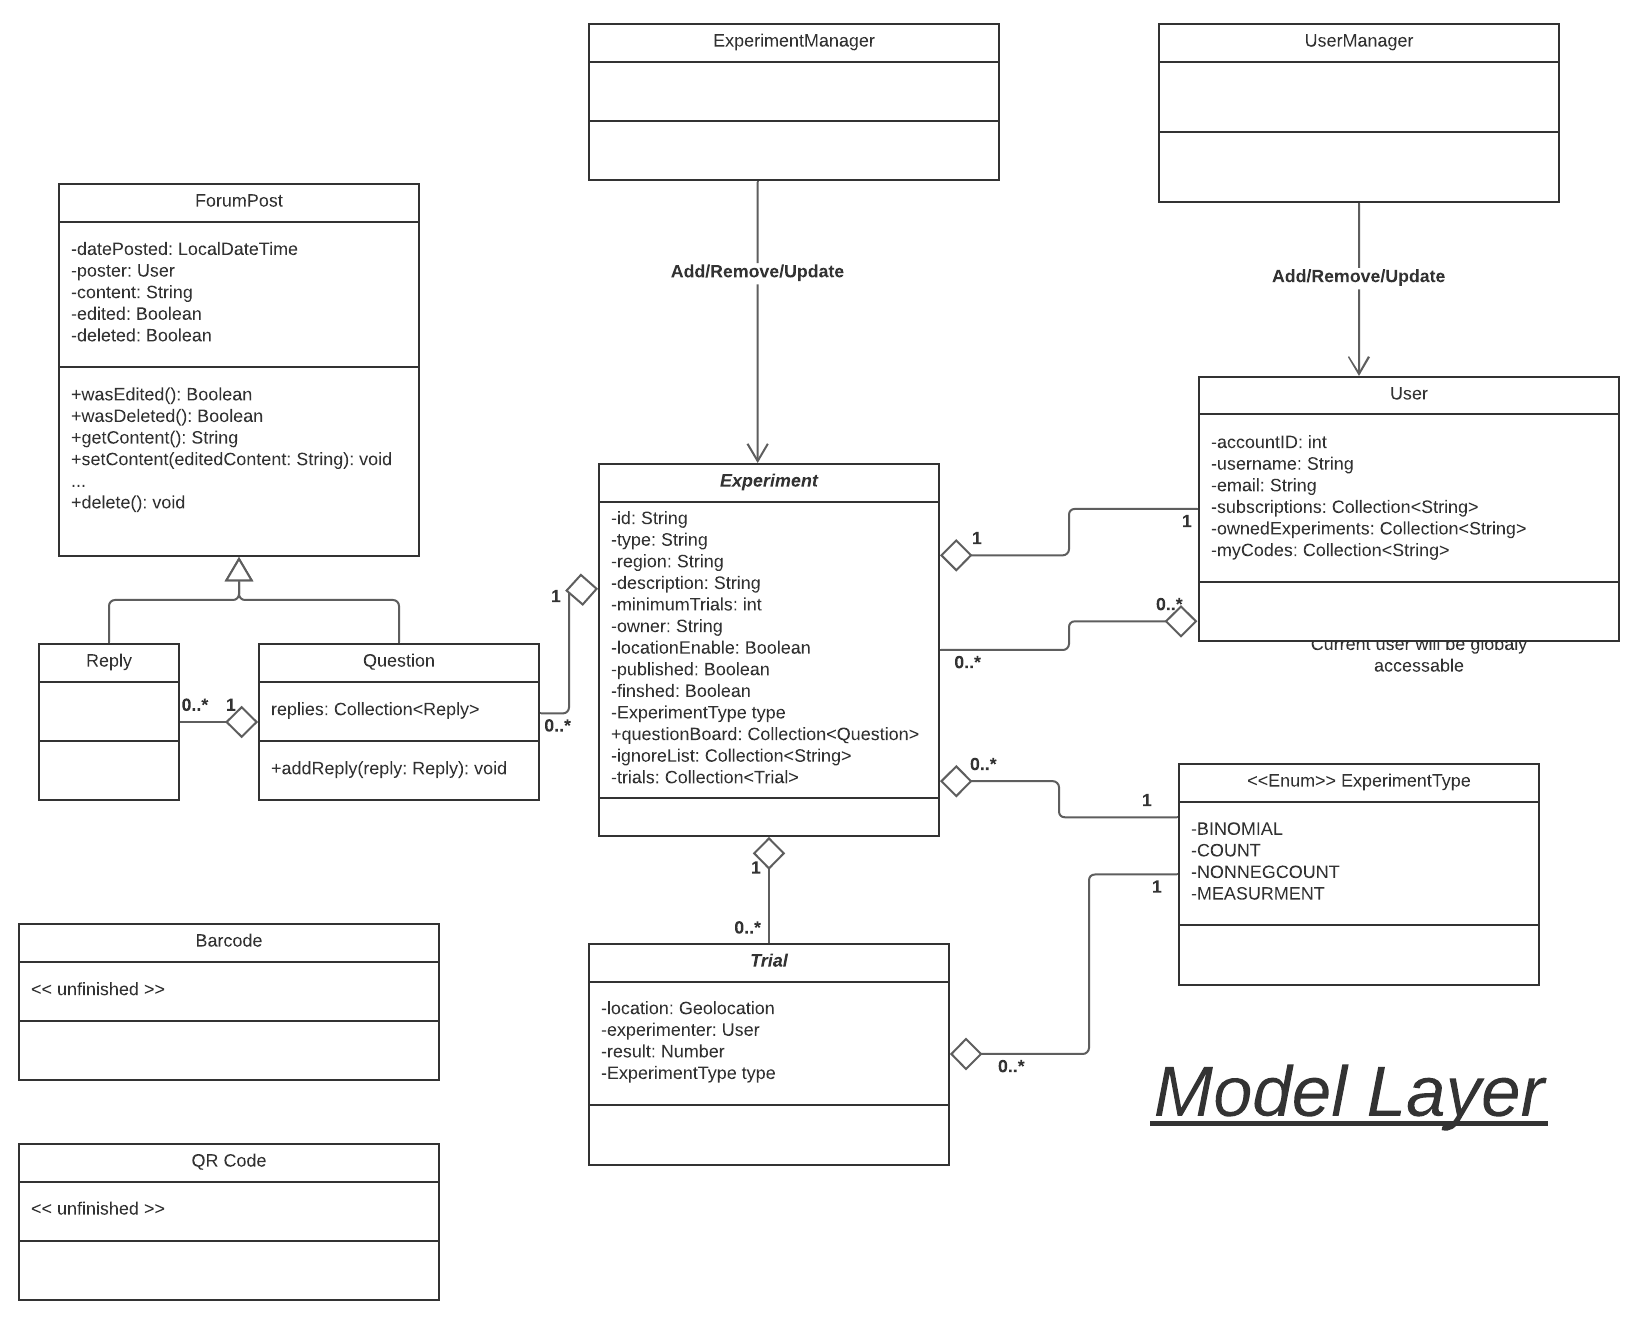 ExperimentManager
UserManager
Add/Remove/Update
Add/Remove/Update
ForumPost
-datePosted: LocalDateTime
-poster: User
-content: String
-edited: Boolean
-deleted: Boolean
+wasEdited(): Boolean
+wasDeleted(): Boolean
+getContent(): String
+setContent(editedContent: String): void
...
+delete(): void
Reply
0..*
1
Question
replies: Collection<Reply>
+addReply(reply: Reply): void
1
0..*
Experiment
-id: String
-type: String
-region: String
-description: String
-minimumTrials: int
-owner: String
-locationEnable: Boolean
-published: Boolean
-finshed: Boolean
-ExperimentType type
+questionBoard: Collection<Question>
-ignoreList: Collection<String>
-trials: Collection<Trial>
1
1
0..*
0..*
User
-accountID: int
-username: String
-email: String
-subscriptions: Collection<String>
-ownedExperiments: Collection<String>
-myCodes: Collection<String>
Current user will be globaly
accessable
0..*
1
<<Enum>> ExperimentType
-BINOMIAL
-COUNT
-NONNEGCOUNT
-MEASURMENT
1
0..*
1
0..*
Trial
-location: Geolocation
-experimenter: User
-result: Number
-ExperimentType type
Barcode
<< unfinished >>
QR Code
<< unfinished >>
Model Layer